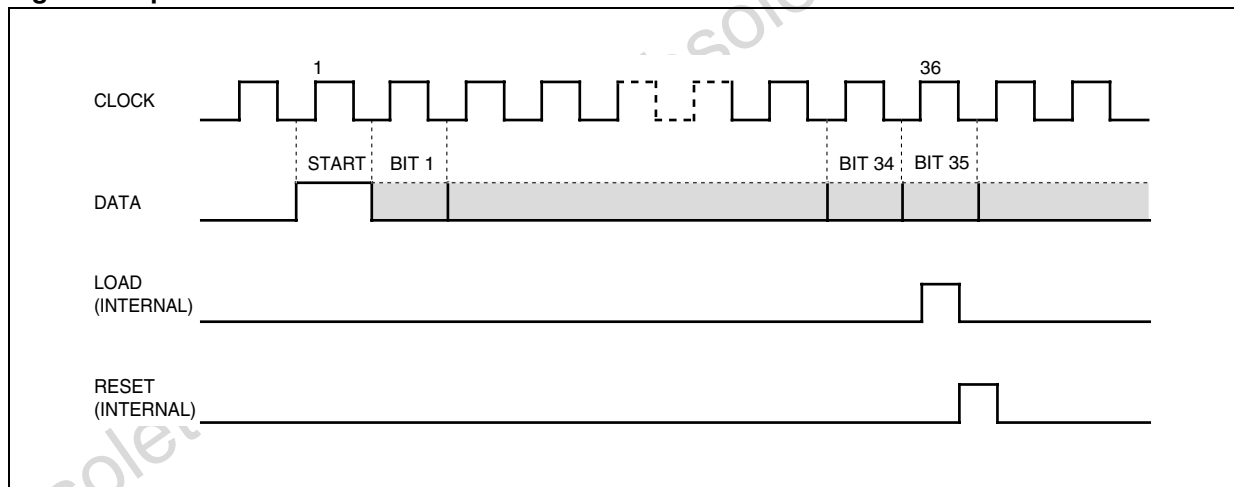 1 36
CLOCK
START BIT 1 BIT 34 BIT 35
DATA
LOAD
(INTERNAL)
RESET
(INTERNAL)